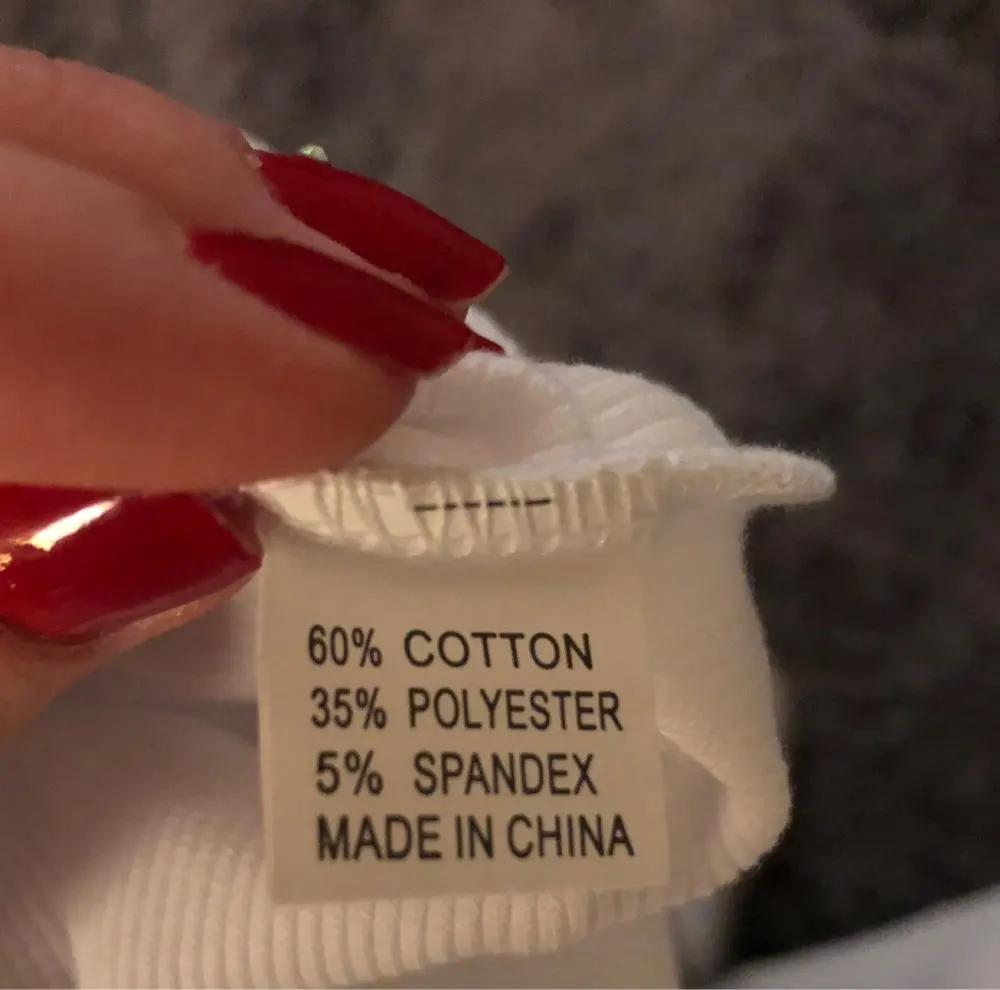 60% COTTON
35% POLYESTER
5% SPANDEX
MADE IN CHINA